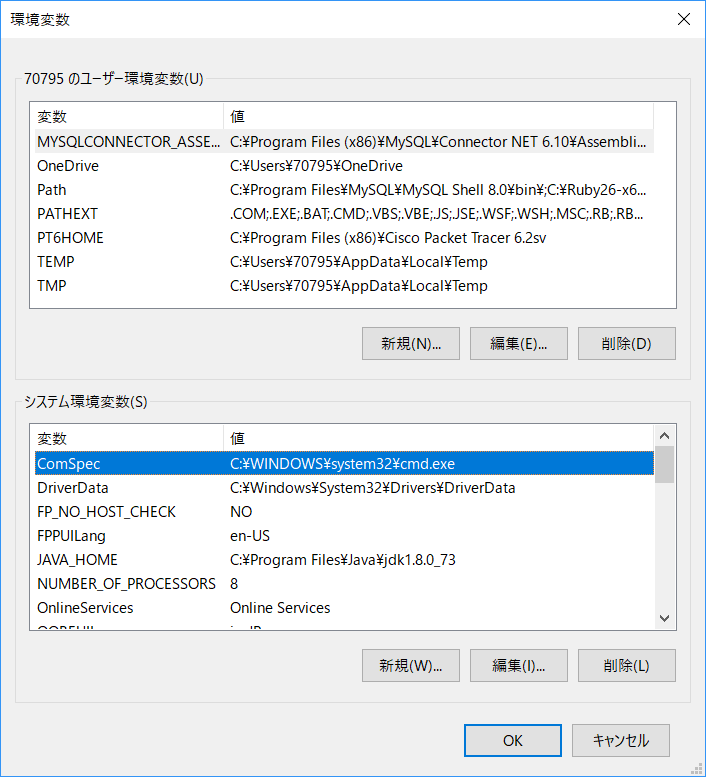 環境変数
70795 のユーザー環境変数(U)
変数 値
MYSQLCONNECTOR_ASSE... C:¥Program Files (x86)¥MySQL¥Connector NET 6.10¥Assembli...
OneDrive C:¥Users¥70795¥OneDrive
Path C:¥Program Files¥MySQL¥MySQL Shell 8.0¥bin¥;C:¥Ruby26-x6...
PATHEXT .COM;.EXE;.BAT;.CMD;.VBS;.VBE;.JS;.JSE;.WSF;.WSH;.MSC;.RB;.RB...
PT6HOME C:¥Program Files (x86)¥Cisco Packet Tracer 6.2sv
TEMP C:¥Users¥70795¥AppData¥Local¥Temp
TMP C:¥Users¥70795¥AppData¥Local¥Temp
新規(N)... 編集(E)... 削除(D)
システム環境変数(S)
変数 値
ComSpec C:¥WINDOWS¥system32¥cmd.exe
DriverData C:¥Windows¥System32¥Drivers¥DriverData
FP_NO_HOST_CHECK NO
FPPUILang en-US
JAVA_HOME C:¥Program Files¥Java¥jdk1.8.0_73
NUMBER_OF_PROCESSORS 8
OnlineServices Online Services
新規(W)... 編集(I)... 削除(L)
OK キャンセル